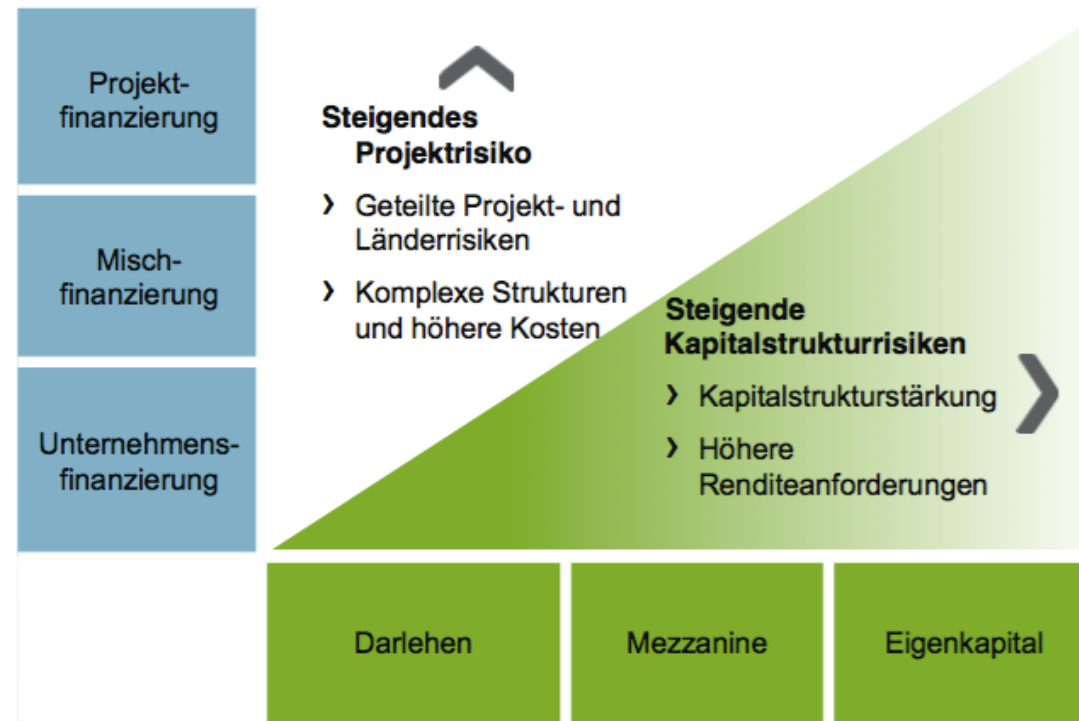 Projekt-
finanzierung
Steigendes
Projektrisiko
❯ Geteilte Projekt- und
Länderrisiken
❯ Komplexe Strukturen
und höhere Kosten
Misch-
finanzierung
Steigende
Kapitalstrukturrisiken
❯ Kapitalstrukturstärkung
❯ Höhere
Renditeanforderungen
Unternehmens-
finanzierung
Darlehen
Mezzanine
Eigenkapital